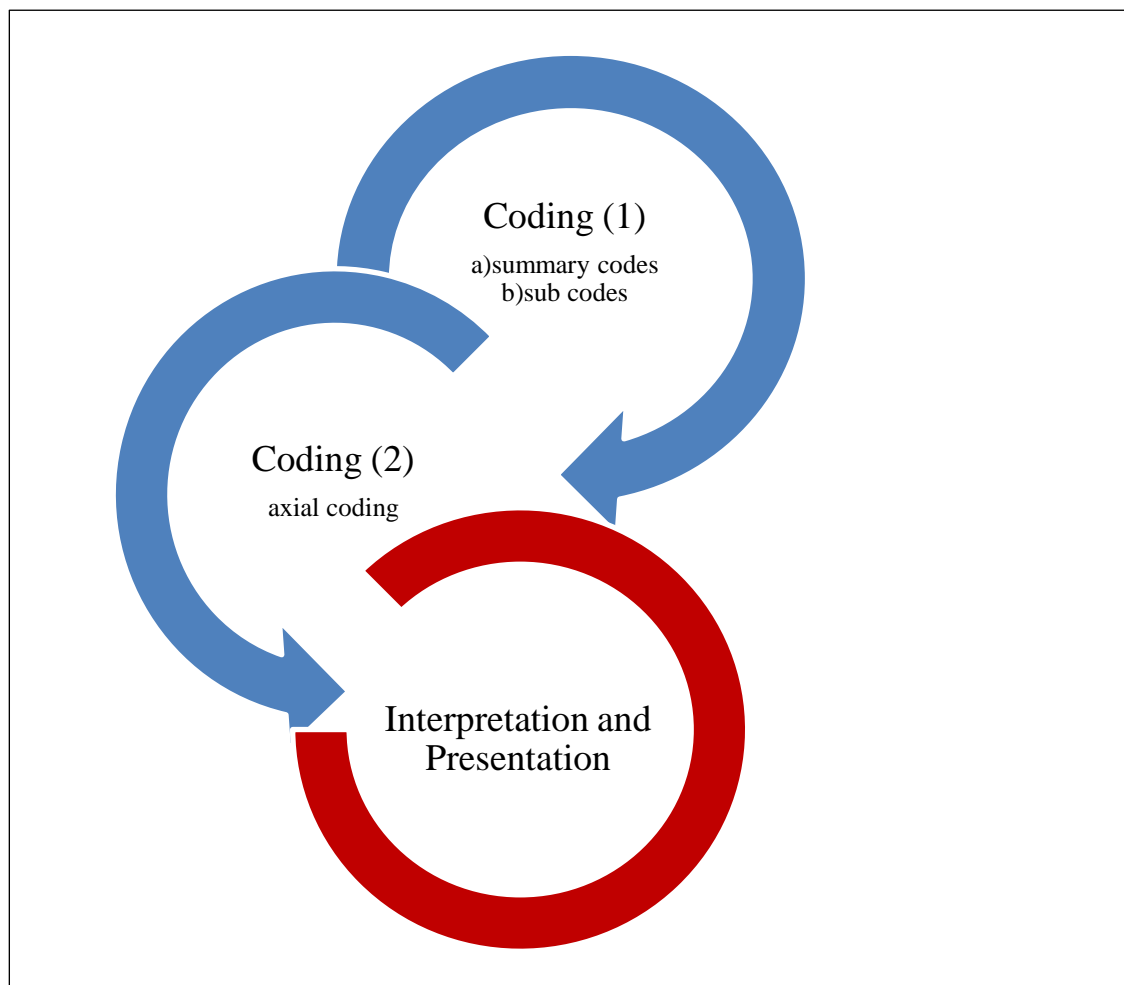 Coding (1)
a)summary codes
b)sub codes
Coding (2)
axial coding
Interpretation and
Presentation